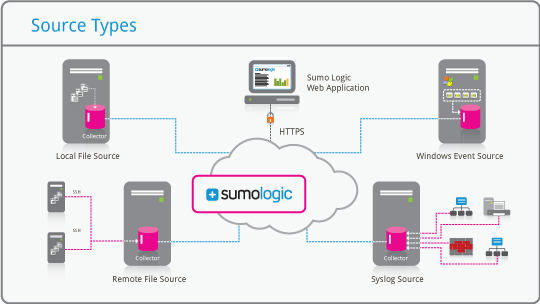 Source Types
sumologic
Sumo Logic
Web Application
HTTPS
Collector
Local File Source
Windows Event Source
sumologic
SSH
SSH
Collector
Remote File Source
Collector
Syslog Source